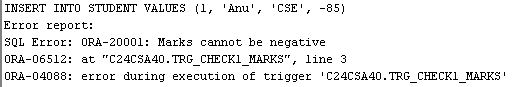 INSERT INTO STUDENT VALUES (1, 'Anu', 'CSE', -85)
Error report:
SQL Error: ORA-20001: Marks cannot be negative
ORA-06512: at "C24CSA40.TRG_CHECK1_MARKS", line 3
ORA-04088: error during execution of trigger 'C24CSA40.TRG_CHECK1_MARKS'